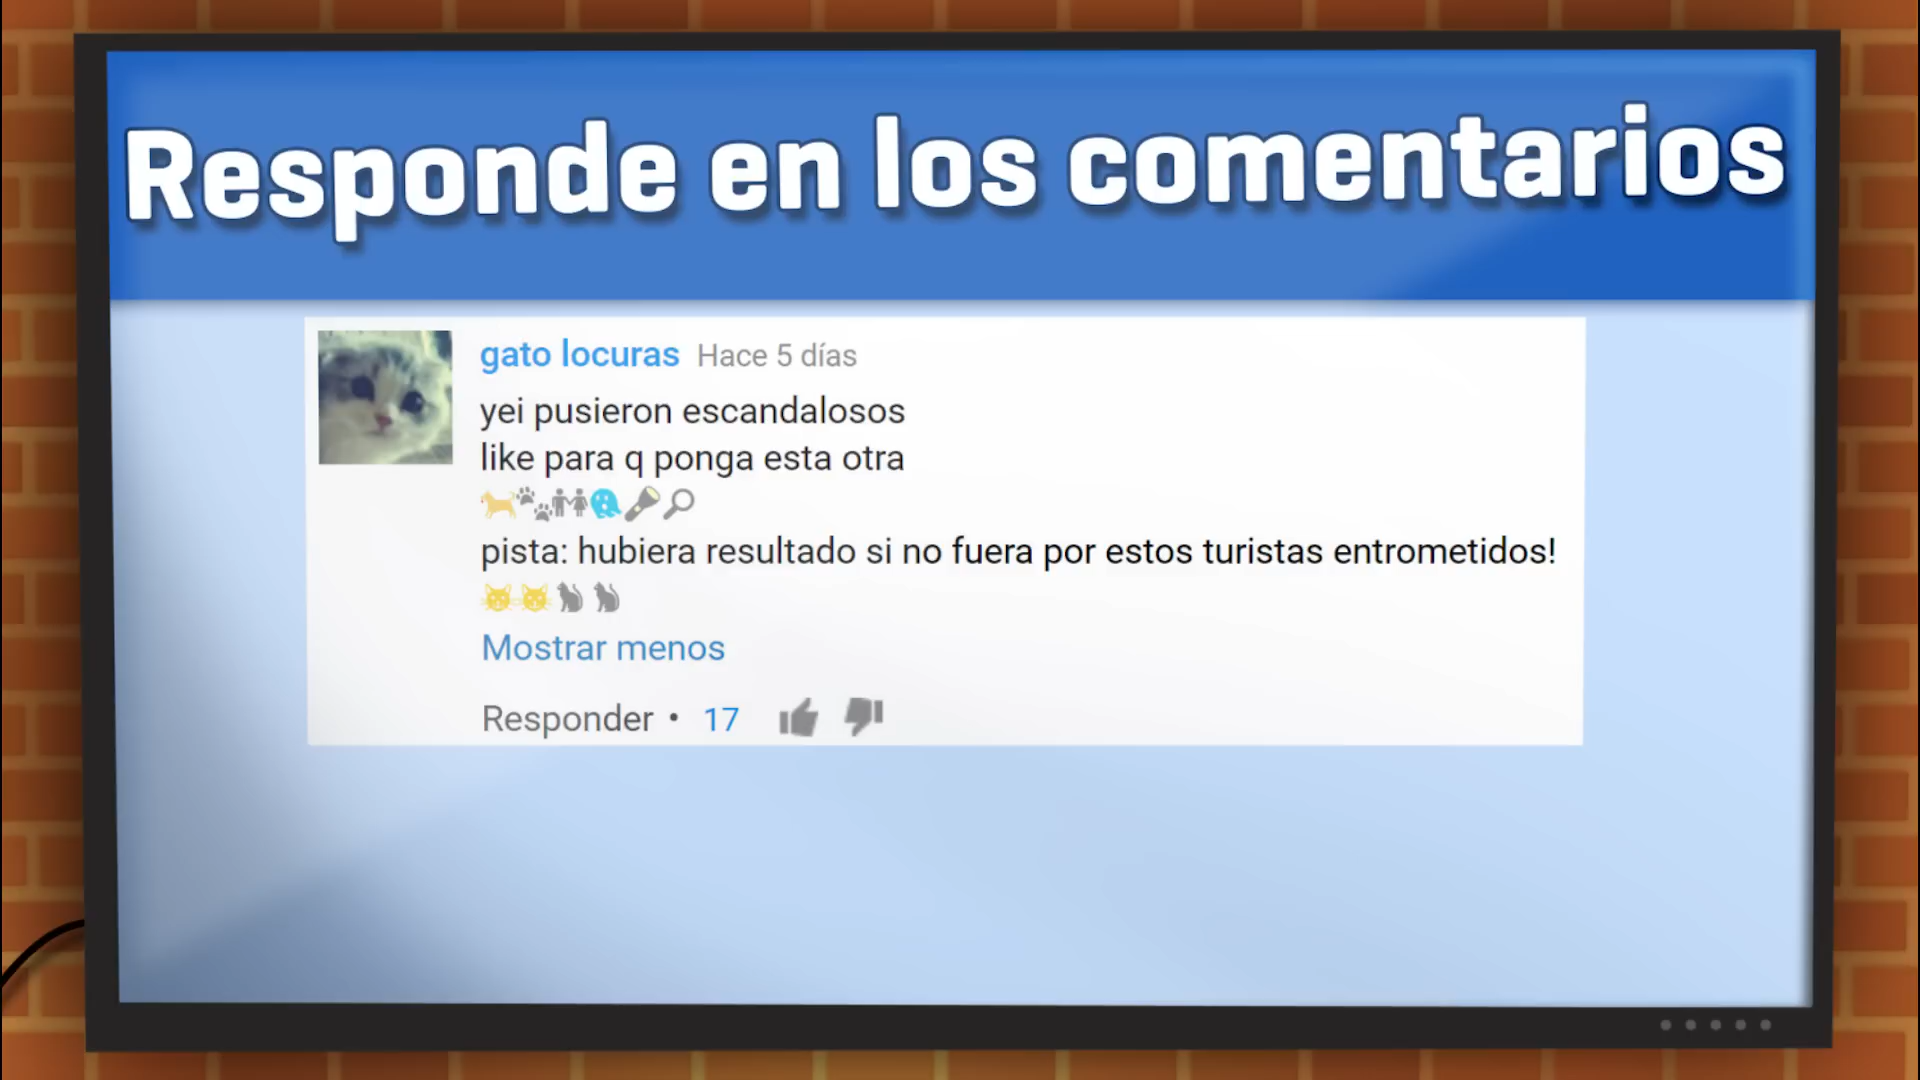 Responde en los comentarios
gato locuras Hace 5 días
yei pusieron escandalosos
like para q ponga esta otra
🐕🐾👫👻🔦🔍
pista: hubiera resultado si no fuera por estos turistas entrometidos!
🐱🐱🐈🐈
Mostrar menos
Responder • 17